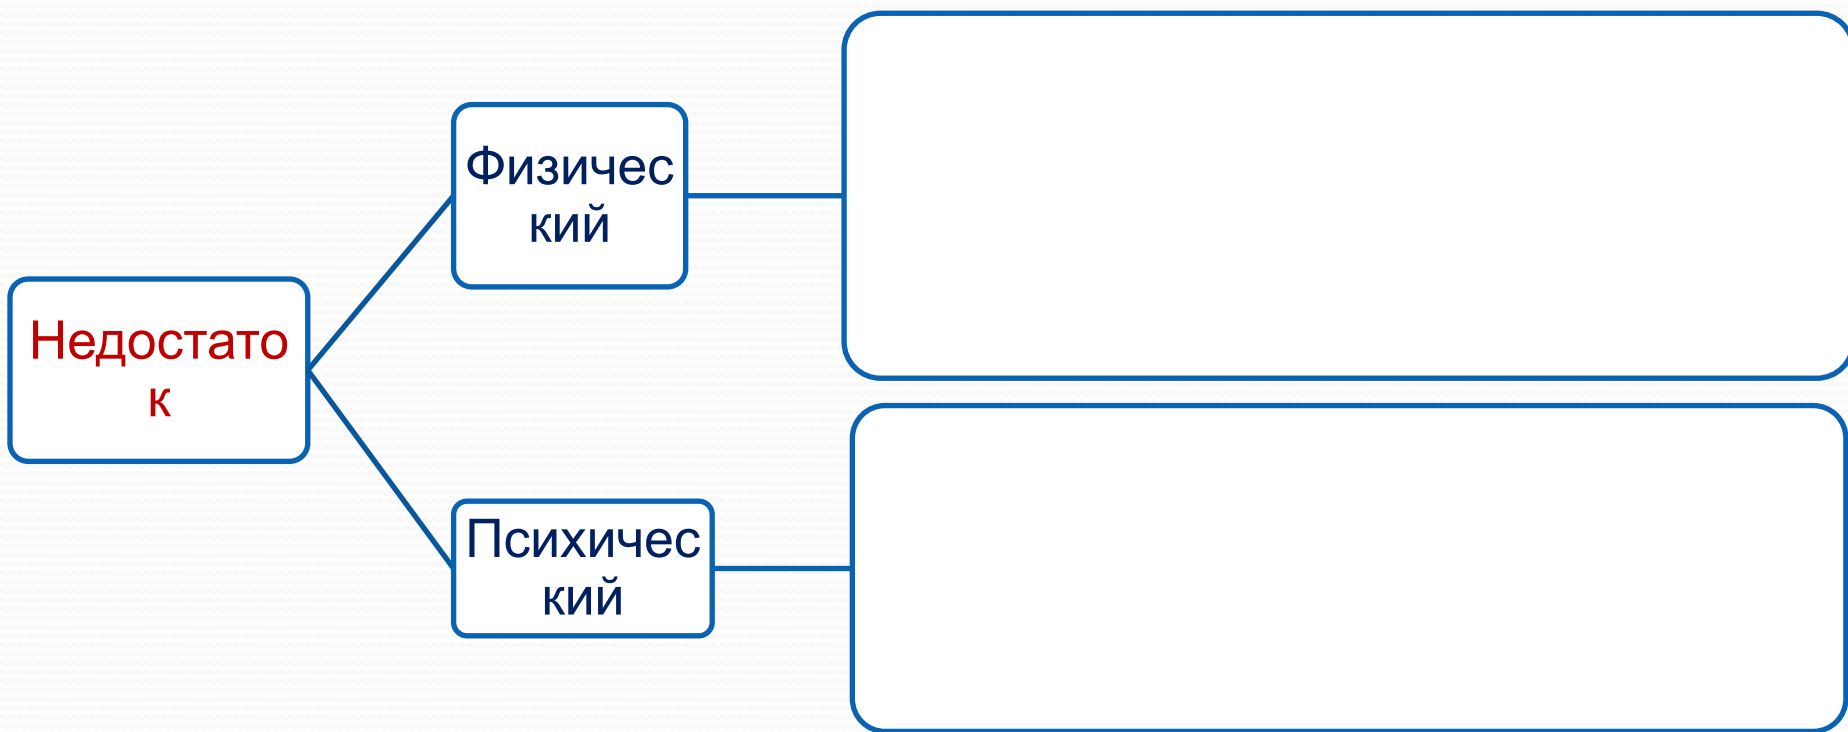 Физичес
кий
Недостато
к
Психичес
кий